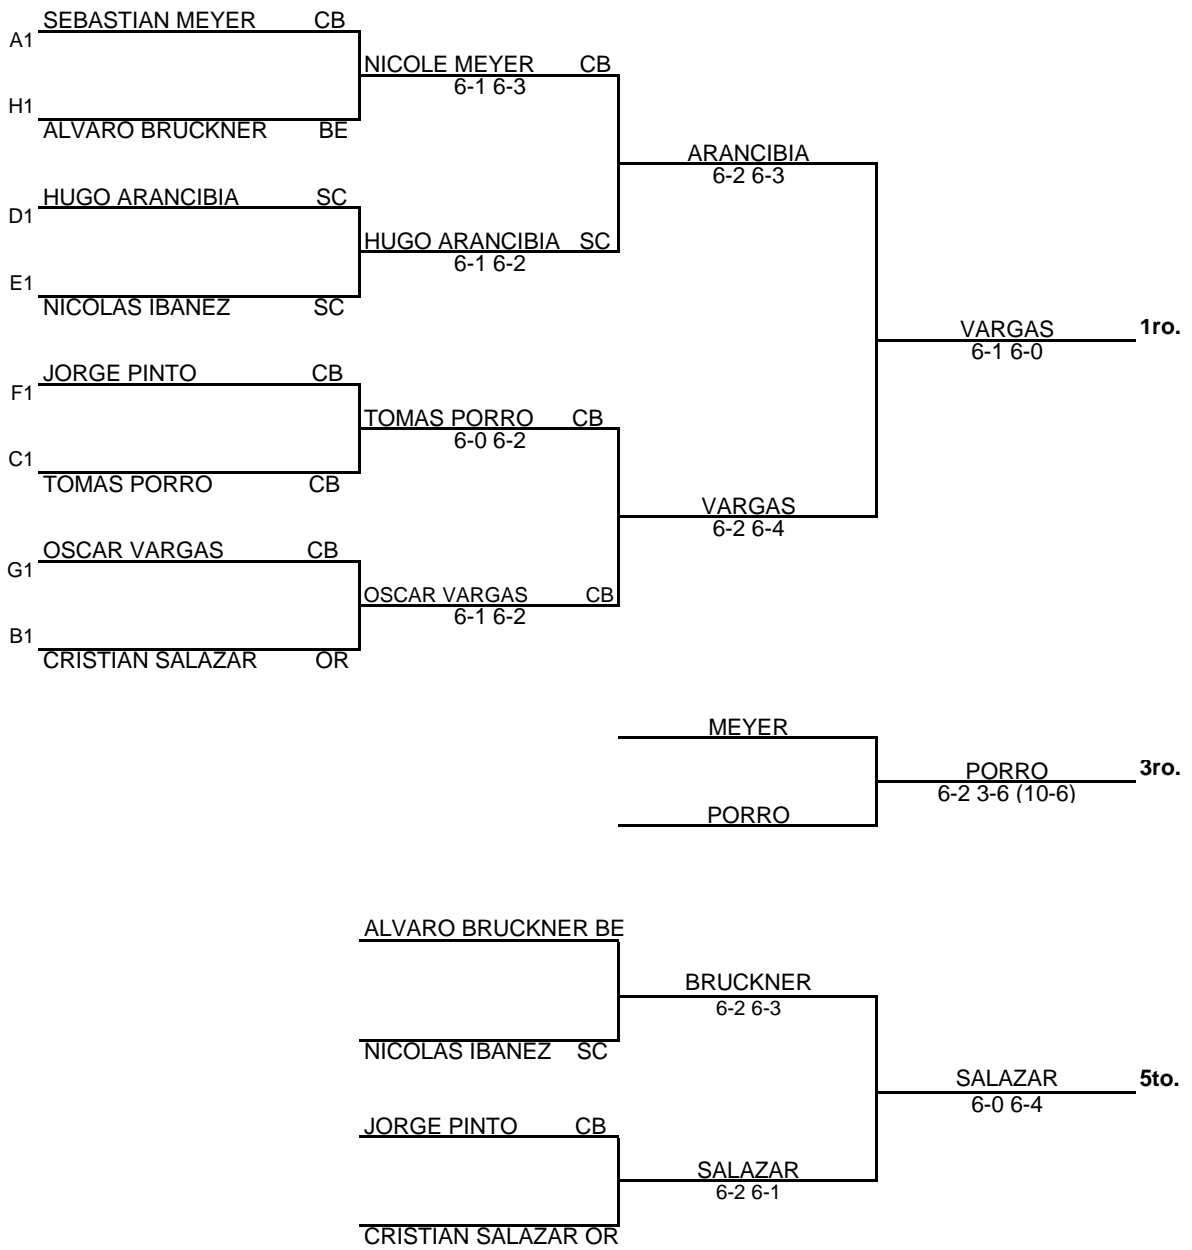 SEBASTIAN MEYER CB
A1
NICOLE MEYER CB
6-1 6-3
H1
ALVARO BRUCKNER BE
ARANCIBIA
6-2 6-3
HUGO ARANCIBIA SC
D1
HUGO ARANCIBIA SC
6-1 6-2
E1
NICOLAS IBANEZ SC
VARGAS 1ro.
6-1 6-0
JORGE PINTO CB
F1
TOMAS PORRO CB
6-0 6-2
C1
TOMAS PORRO CB
VARGAS
6-2 6-4
OSCAR VARGAS CB
G1
OSCAR VARGAS CB
6-1 6-2
B1
CRISTIAN SALAZAR OR
MEYER
PORRO 3ro.
6-2 3-6 (10-6)
PORRO
ALVARO BRUCKNER BE
BRUCKNER
6-2 6-3
NICOLAS IBANEZ SC
SALAZAR 5to.
6-0 6-4
JORGE PINTO CB
SALAZAR
6-2 6-1
CRISTIAN SALAZAR OR